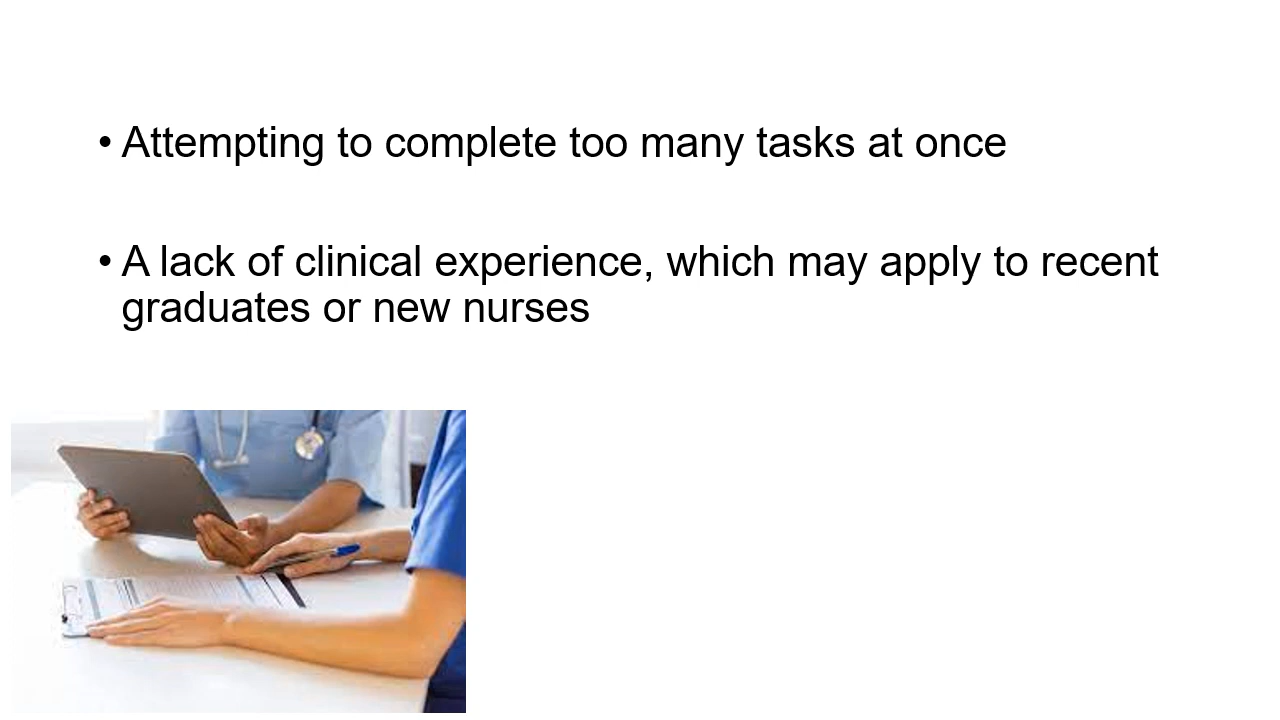 • Attempting to complete too many tasks at once
• A lack of clinical experience, which may apply to recent
graduates or new nurses